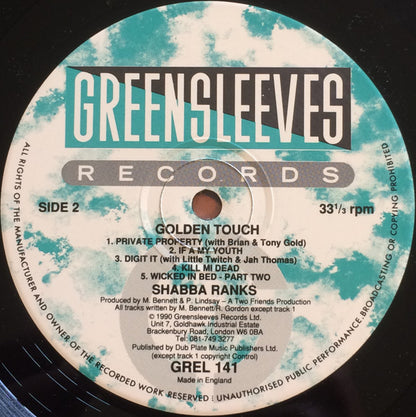 GREENSLEEVES
RECORDS
SIDE 2
33 1/3 rpm
GOLDEN TOUCH
1. PRIVATE PROPERTY (with Brian & Tony Gold)
2. IF A MY YOUTH
3. DIGIT IT (with Little Twitch & Jah Thomas)
4. KILL MI DEAD
5. WICKED IN BED - PART TWO
SHABBA RANKS
Produced by M. Bennett & P. Lindsay – A Two Friends Production
All tracks written by M. Bennett/R. Gordon except track 1
© 1990 Greensleeves Records Ltd.
Unit 7, Goldhawk Industrial Estate
Brackenbury Road, London W6 0BA
Tel: 081-749 3277
Published by Dub Plate Music Publishers Ltd.
(except track 1 copyright Control)
GREL 141
Made in England
ALL RIGHTS OF THE MANUFACTURER AND OWNER OF THE RECORDED WORK RESERVED | UNAUTHORISED PUBLIC PERFORMANCE, BROADCASTING OR COPYING PROHIBITED